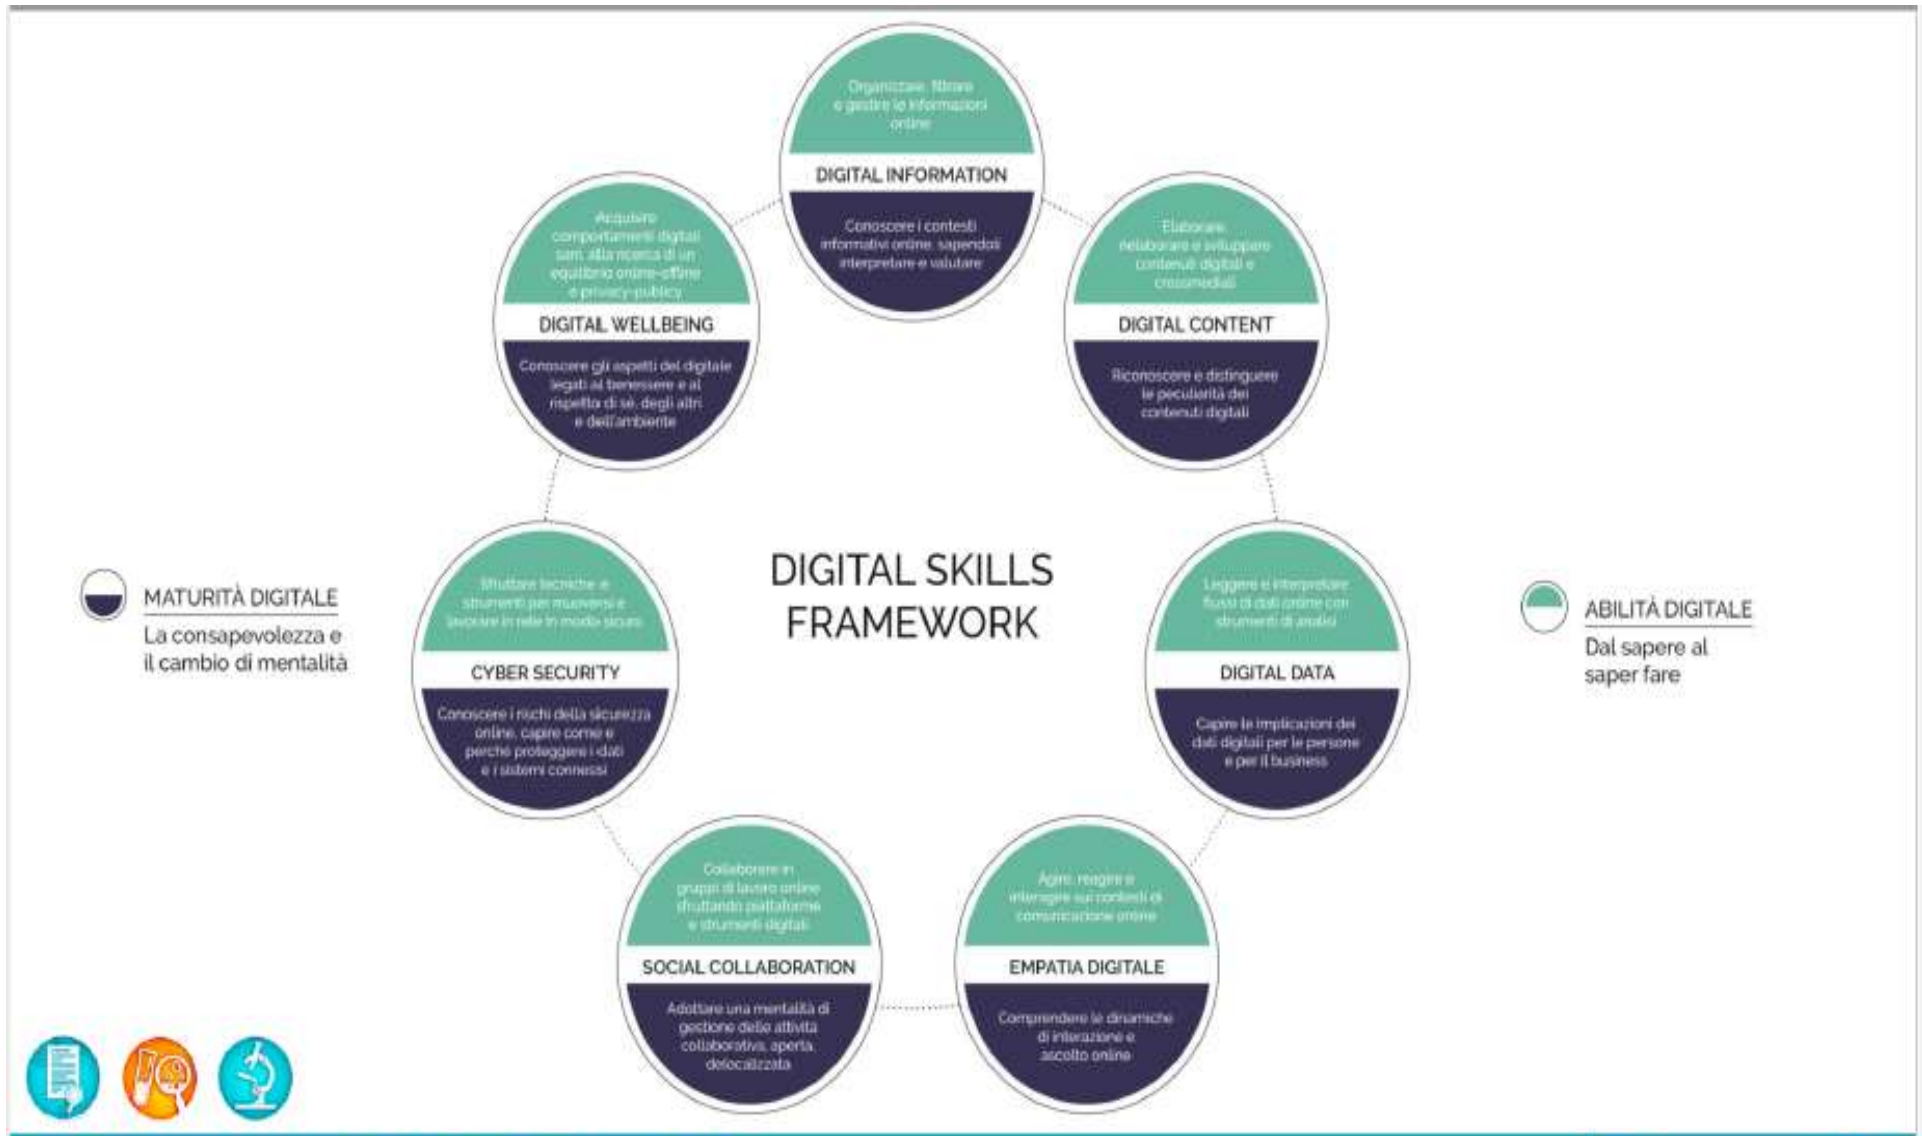 Organizzare, filtrare
e gestire le informazioni
online
DIGITAL INFORMATION
Conoscere i contesti
informativi online, sapendoli
interpretare e valutare
Elaborare,
rielaborare e sviluppare
contenuti digitali e
crossmediali
DIGITAL CONTENT
Riconoscere e distinguere
le peculiarità dei
contenuti digitali
Leggere e interpretare
flussi di dati online con
strumenti di analisi
DIGITAL DATA
Capire le implicazioni dei
dati digitali per le persone
e per il business
Agire, reagire e
interagire sui contesti di
comunicazione online
EMPATIA DIGITALE
Comprendere le dinamiche
di interazione e
ascolto online
Collaborare in
gruppi di lavoro online
sfruttando piattaforme
e strumenti digitali
SOCIAL COLLABORATION
Adottare una mentalità di
gestione delle attività
collaborativa, aperta,
delocalizzata
Sfruttare tecniche e
strumenti per muoversi e
lavorare in rete in modo sicuro
CYBER SECURITY
Conoscere i rischi della sicurezza
online, capire come e
perché proteggere i dati
e i sistemi connessi
Acquisire
comportamenti digitali
sani, alla ricerca di un
equilibrio online-offline
e privacy-publicy
DIGITAL WELLBEING
Conoscere gli aspetti del digitale
legati al benessere e al
rispetto di sé, degli altri
e dell'ambiente
DIGITAL SKILLS
FRAMEWORK
MATURITÀ DIGITALE
La consapevolezza e
il cambio di mentalità
ABILITÀ DIGITALE
Dal sapere al
saper fare